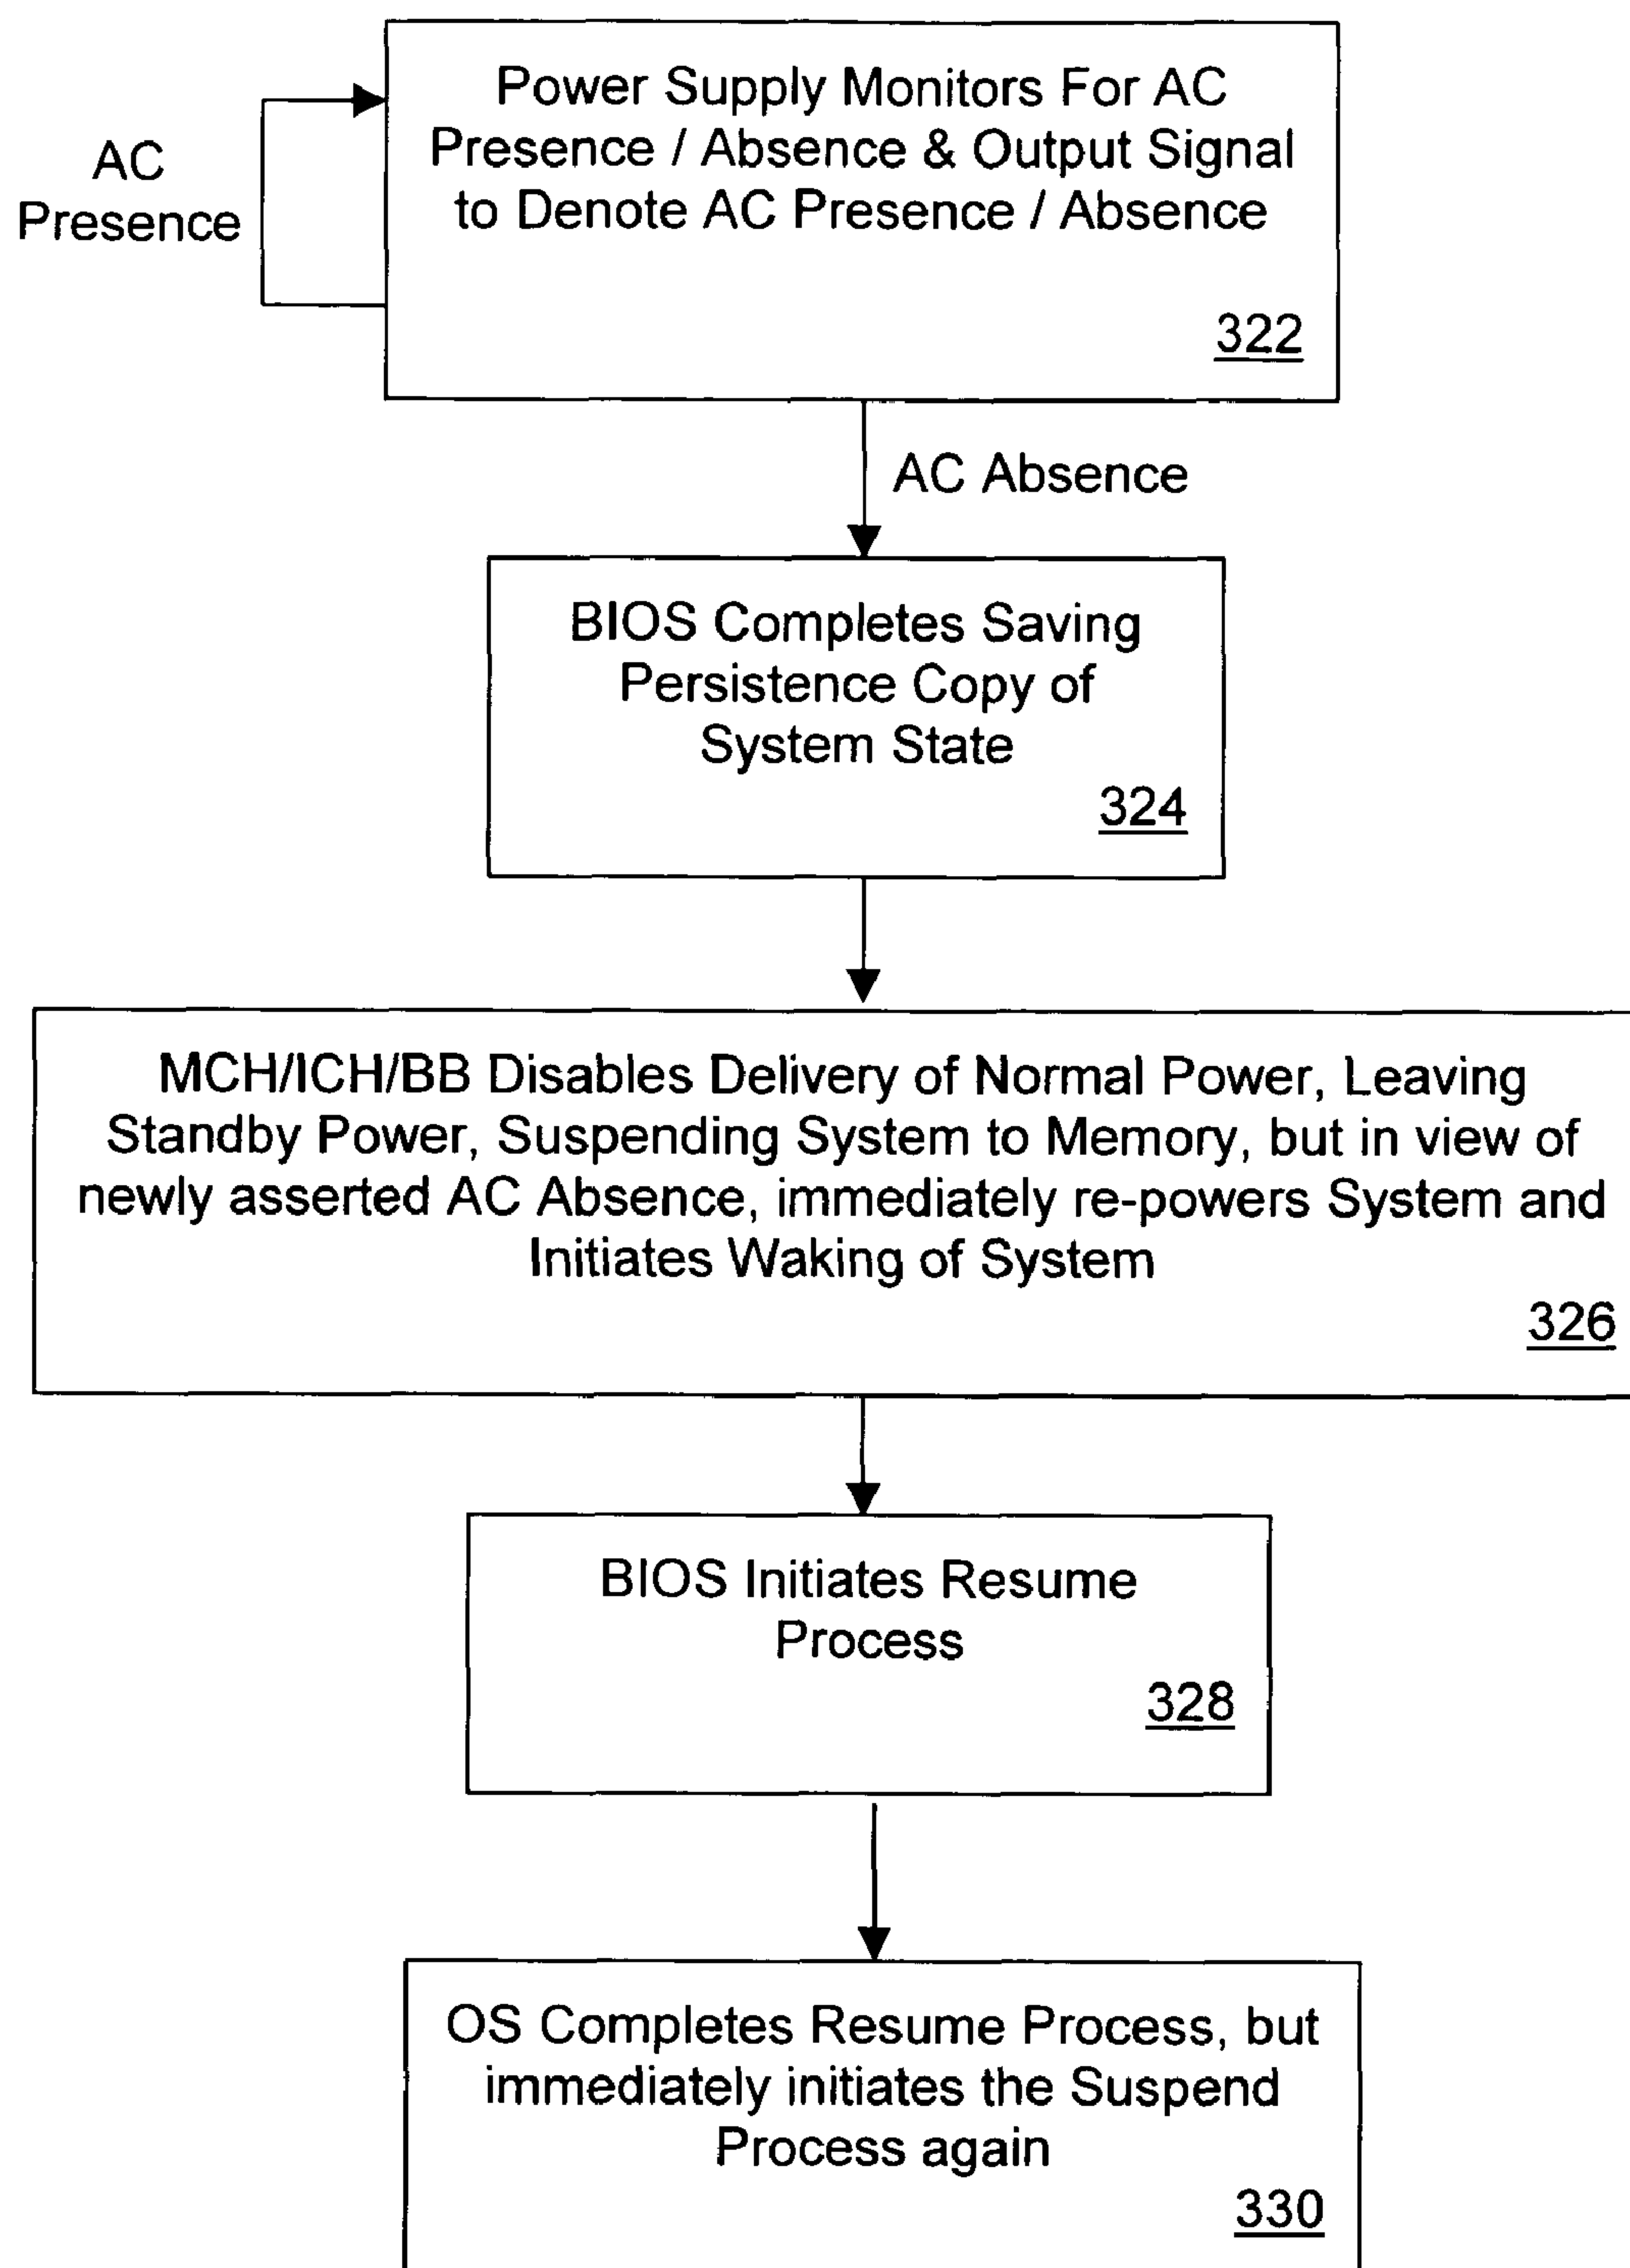 Power Supply Monitors For AC
Presence / Absence & Output Signal
to Denote AC Presence / Absence
322
AC
Presence
AC Absence
BIOS Completes Saving
Persistence Copy of
System State
324
MCH/ICH/BB Disables Delivery of Normal Power, Leaving
Standby Power, Suspending System to Memory, but in view of
newly asserted AC Absence, immediately re-powers System and
Initiates Waking of System
326
BIOS Initiates Resume
Process
328
OS Completes Resume Process, but
immediately initiates the Suspend
Process again
330